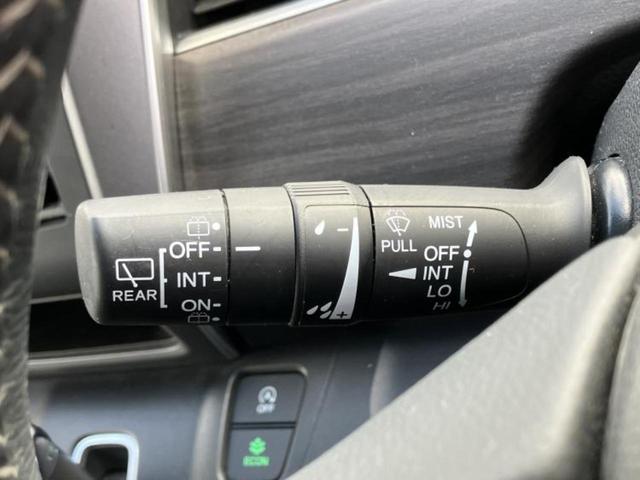 OFF
INT
ON
REAR
-
+
PULL
MIST
OFF
INT
LO
HI
OFF
ECON